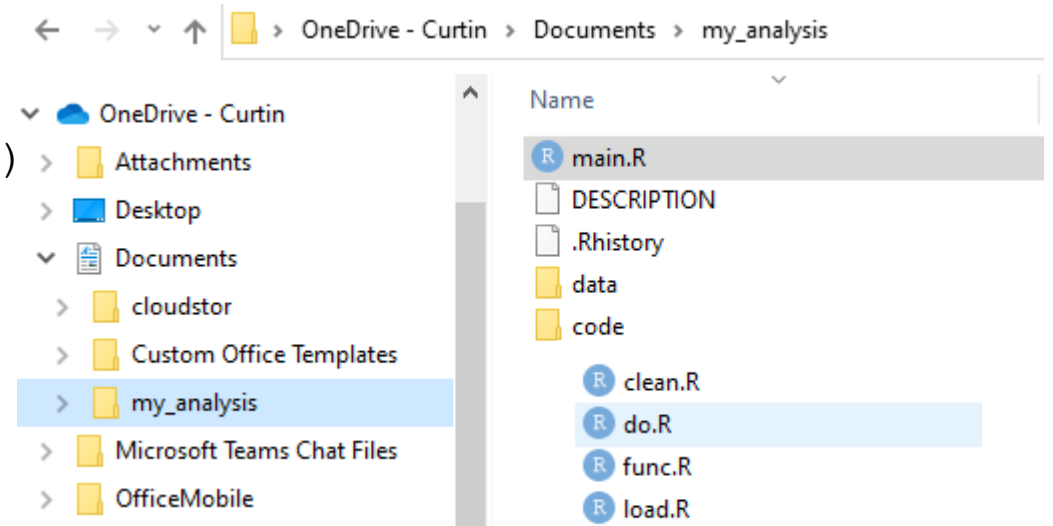 OneDrive - Curtin > Documents > my_analysis
OneDrive - Curtin
)
Attachments
Desktop
Documents
cloudstor
Custom Office Templates
my_analysis
Microsoft Teams Chat Files
OfficeMobile
Name
R main.R
DESCRIPTION
.Rhistory
data
code
R clean.R
R do.R
R func.R
R load.R